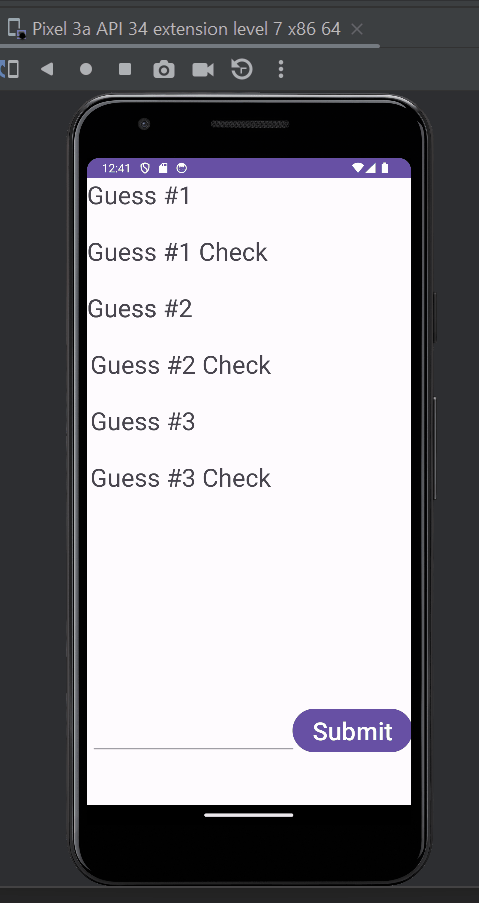 Pixel 3a API 34 extension level 7 x86 64
12:41
Guess #1
Guess #1 Check
Guess #2
Guess #2 Check
Guess #3
Guess #3 Check
Submit